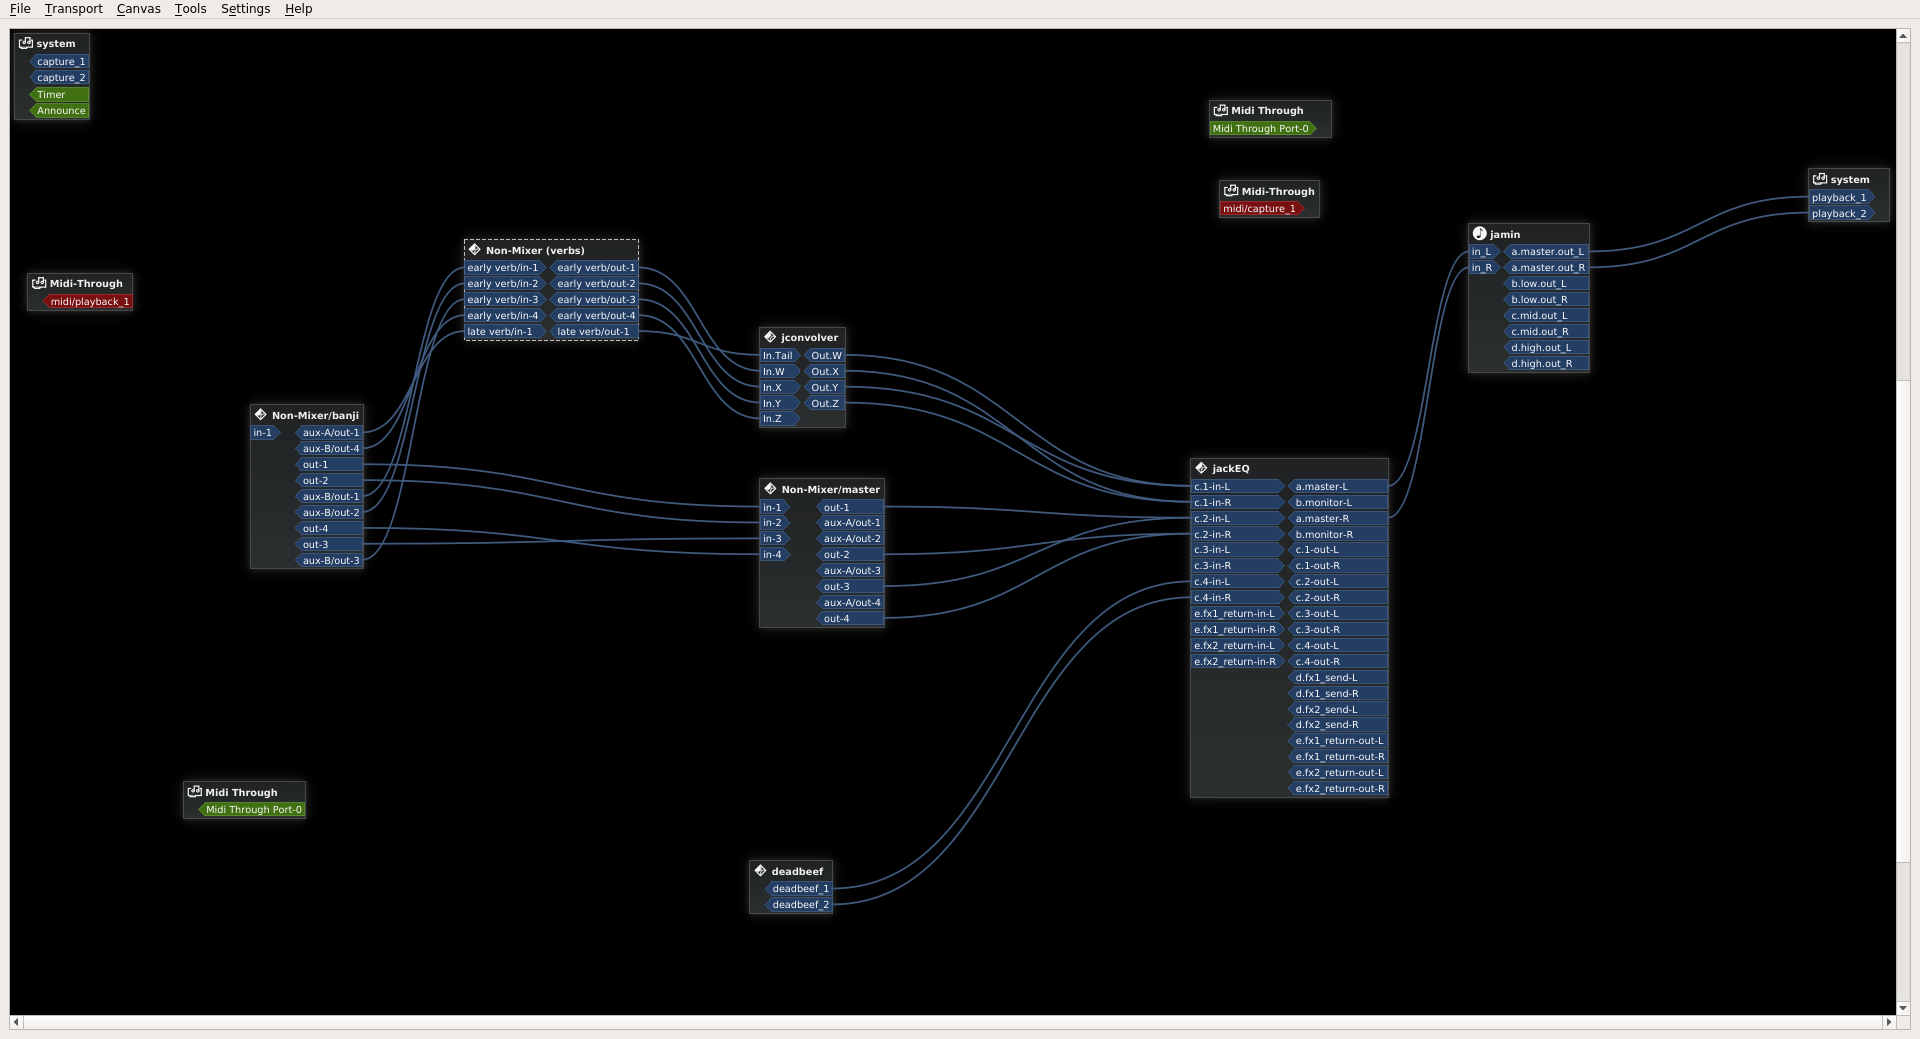 File Transport Canvas Tools Settings Help
system
capture_1
capture_2
Timer
Announce
Midi Through
Midi Through Port-0
system
playback_1
playback_2
Midi-Through
midi/capture_1
jamin
in_L a.master.out_L
in_R a.master.out_R
b.low.out_L
b.low.out_R
c.mid.out_L
c.mid.out_R
d.high.out_L
d.high.out_R
Non-Mixer (verbs)
early verb/in-1 early verb/out-1
early verb/in-2 early verb/out-2
early verb/in-3 early verb/out-3
early verb/in-4 early verb/out-4
late verb/in-1 late verb/out-1
Midi-Through
midi/playback_1
jconvolver
In.Tail Out.W
In.W Out.X
In.X Out.Y
In.Y Out.Z
In.Z
Non-Mixer/banji
in-1 aux-A/out-1
aux-B/out-4
out-1
out-2
aux-B/out-1
aux-B/out-2
out-4
out-3
aux-B/out-3
Non-Mixer/master
in-1 out-1
in-2 aux-A/out-1
in-3 aux-A/out-2
in-4 out-2
aux-A/out-3
out-3
aux-A/out-4
out-4
jackEQ
c.1-in-L a.master-L
c.1-in-R b.monitor-L
c.2-in-L a.master-R
c.2-in-R b.monitor-R
c.3-in-L c.1-out-L
c.3-in-R c.1-out-R
c.4-in-L c.2-out-L
c.4-in-R c.2-out-R
e.fx1_return-in-L c.3-out-L
e.fx1_return-in-R c.3-out-R
e.fx2_return-in-L c.4-out-L
e.fx2_return-in-R c.4-out-R
d.fx1_send-L
d.fx1_send-R
d.fx2_send-L
d.fx2_send-R
e.fx1_return-out-L
e.fx1_return-out-R
e.fx2_return-out-L
e.fx2_return-out-R
Midi Through
Midi Through Port-0
deadbeef
deadbeef_1
deadbeef_2